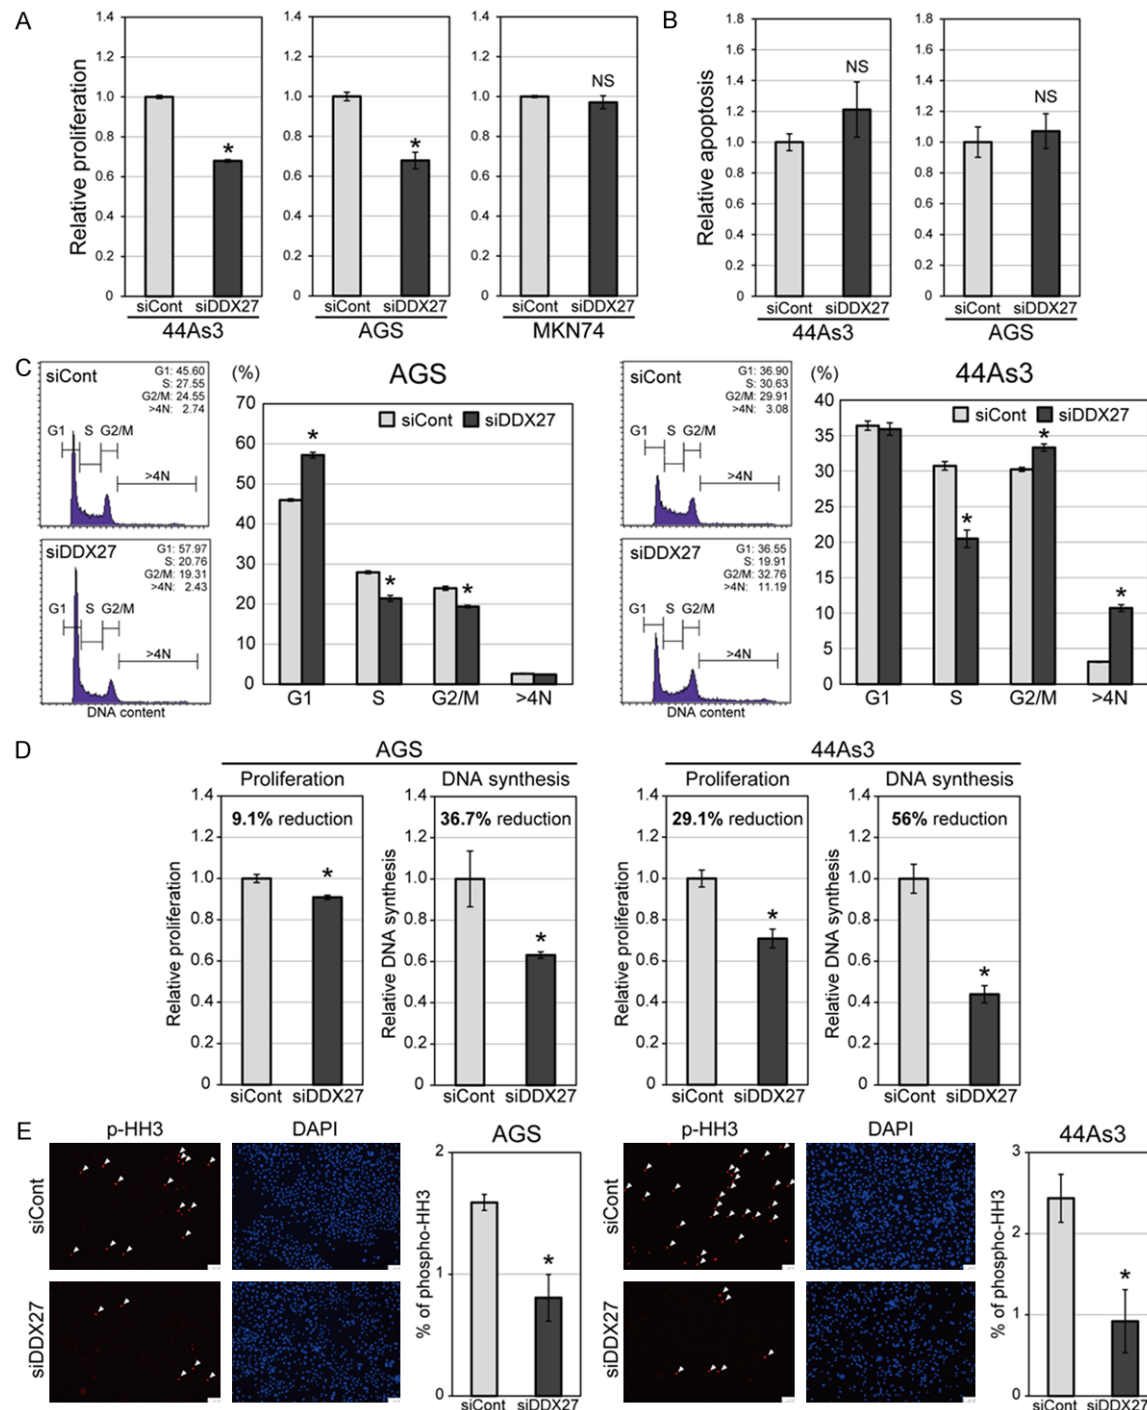 A
Relative proliferation
1.4
1.2
1.0
0.8
0.6
0.4
0.2
0
*
siCont siDDX27
44As3
1.4
1.2
1.0
0.8
0.6
0.4
0.2
0
*
siCont siDDX27
AGS
1.4
1.2
1.0
0.8
0.6
0.4
0.2
0
NS
siCont siDDX27
MKN74
B
Relative apoptosis
1.8
1.6
1.4
1.2
1.0
0.8
0.6
0.4
0.2
0
NS
siCont siDDX27
44As3
1.8
1.6
1.4
1.2
1.0
0.8
0.6
0.4
0.2
0
NS
siCont siDDX27
AGS
C
siCont
G1: 45.60
S: 27.55
G2/M: 24.55
>4N: 2.74
G1 S G2/M
>4N
siDDX27
G1: 57.97
S: 20.76
G2/M: 19.31
>4N: 2.43
G1 S G2/M
>4N
DNA content
(%)
AGS
siCont siDDX27
70
60
50
40
30
20
10
0
*
*
*
G1 S G2/M >4N
siCont
G1: 36.90
S: 30.63
G2/M: 29.91
>4N: 3.08
G1 S G2/M
>4N
siDDX27
G1: 36.55
S: 19.91
G2/M: 32.76
>4N: 11.19
G1 S G2/M
>4N
DNA content
(%)
44As3
siCont siDDX27
40
35
30
25
20
15
10
5
0
*
*
*
G1 S G2/M >4N
D
AGS
Proliferation
9.1% reduction
Relative proliferation
1.4
1.2
1.0
0.8
0.6
0.4
0.2
0
*
siCont siDDX27
DNA synthesis
36.7% reduction
Relative DNA synthesis
1.4
1.2
1.0
0.8
0.6
0.4
0.2
0
*
siCont siDDX27
44As3
Proliferation
29.1% reduction
Relative proliferation
1.4
1.2
1.0
0.8
0.6
0.4
0.2
0
*
siCont siDDX27
DNA synthesis
56% reduction
Relative DNA synthesis
1.4
1.2
1.0
0.8
0.6
0.4
0.2
0
*
siCont siDDX27
E
p-HH3 DAPI
siCont
siDDX27
AGS
% of phospho-HH3
2
1
0
*
siCont siDDX27
p-HH3 DAPI
siCont
siDDX27
44As3
% of phospho-HH3
3
2
1
0
*
siCont siDDX27